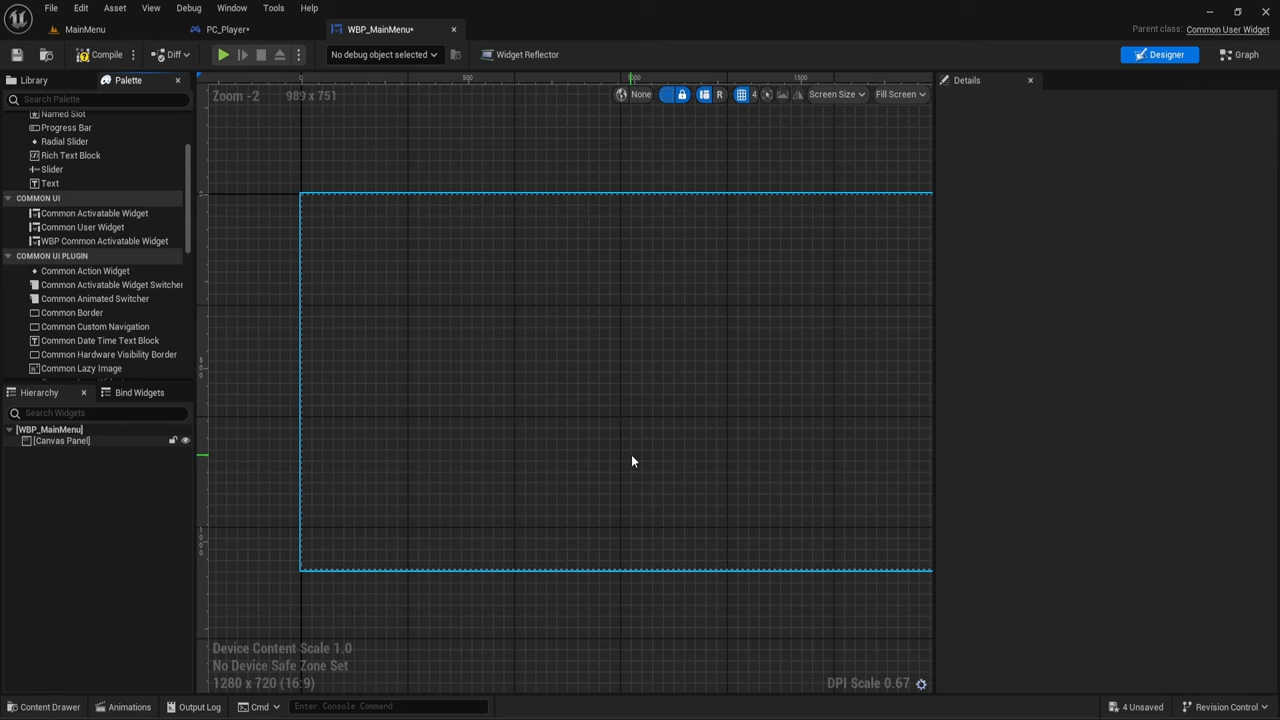 File Edit Asset View Debug Window Tools Help
MainMenu PC_Player• WBP_MainMenu•
Parent class: Common User Widget
Compile Diff No debug object selected Widget Reflector Designer Graph
Library Palette
Search Palette
Named Slot
Progress Bar
Radial Slider
Rich Text Block
Slider
Text
COMMON UI
Common Activatable Widget
Common User Widget
WBP Common Activatable Widget
COMMON UI PLUGIN
Common Action Widget
Common Activatable Widget Switcher
Common Animated Switcher
Common Border
Common Custom Navigation
Common Date Time Text Block
Common Hardware Visibility Border
Common Lazy Image
Hierarchy Bind Widgets
Search Widgets
[WBP_MainMenu]
[Canvas Panel]
0 500 1000 1500
Zoom -2 989 x 751
None R 4 Screen Size Fill Screen
0
500
1000
Device Content Scale 1.0
No Device Safe Zone Set
1280 x 720 (16:9)
DPI Scale 0.67
Details
Content Drawer Animations Output Log Cmd Enter Console Command 4 Unsaved Revision Control